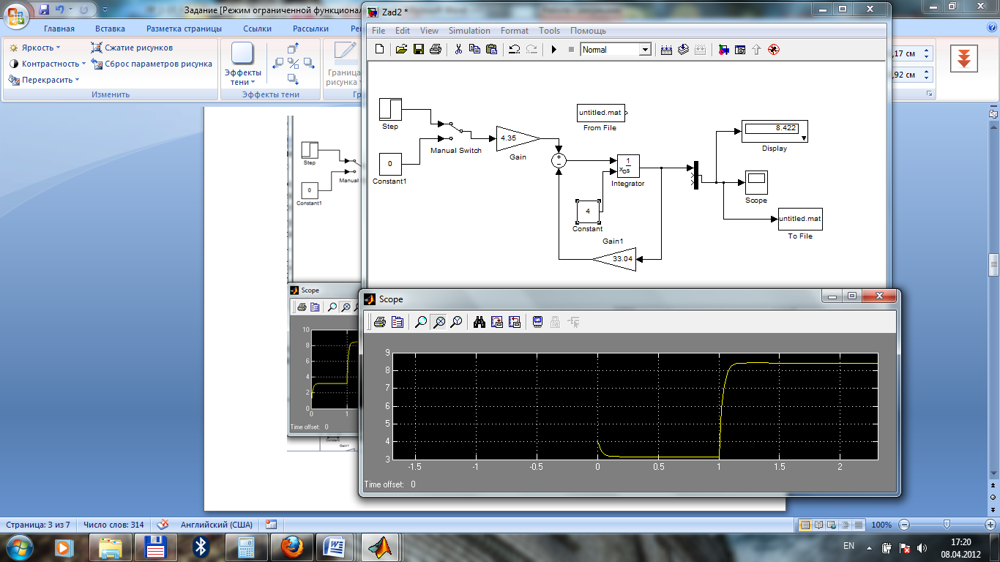 Задание [Режим ограниченной функционал
Главная
Вставка
Разметка страницы
Ссылки
Рассылки
Яркость
Контрастность
Перекрасить
Сжатие рисунков
Сброс параметров рисунка
Изменить
Эффекты тени
Эффекты тени
Граница рисунка
,17 см
,92 см
Zad2 *
File Edit View Simulation Format Tools Помощь
Normal
Step
0
Constant1
Manual Switch
4.35
Gain
untitled.mat
From File
+
−
1
s
xo
Integrator
4
Constant
Gain1
33.04
8.422
Display
Scope
untitled.mat
To File
Step
0
Constant1
Manual
Scope
10
8
6
4
2
0
0 1
Time offset: 0
Constant
Gain1
Scope
9
8
7
6
5
4
3
-1.5 -1 -0.5 0 0.5 1 1.5 2
Time offset: 0
Страница: 3 из 7
Число слов: 314
Английский (США)
100%
EN
17:20
08.04.2012